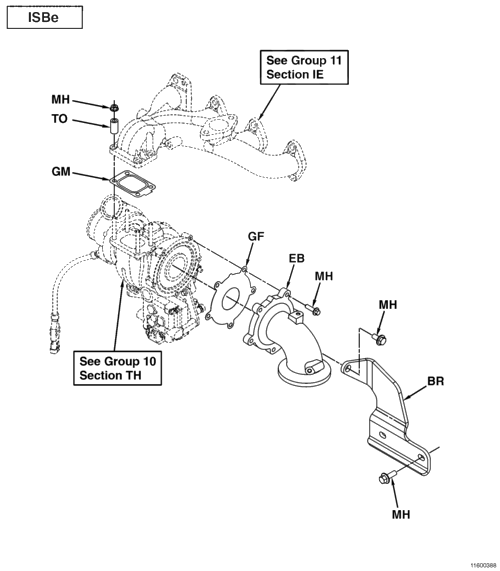 ISBe
See Group 11
Section IE
MH
TO
GM
GF
EB
MH
MH
See Group 10
Section TH
BR
MH
11600388